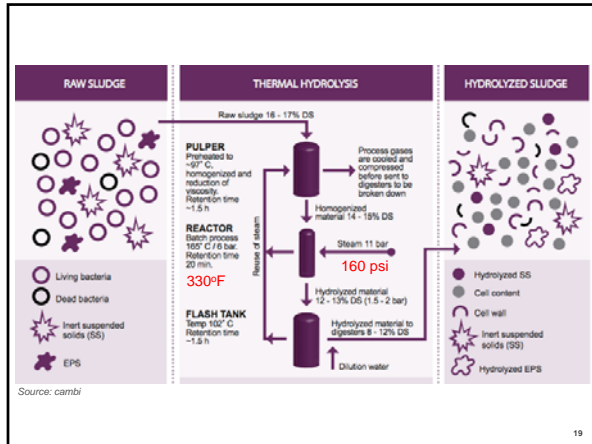 RAW SLUDGE
THERMAL HYDROLYSIS
HYDROLYZED SLUDGE
Raw sludge 16 - 17% DS
PULPER
Preheated to
~97° C,
homogenized and
reduction of
viscosity.
Retention time
~1.5 h
Process gases
are cooled and
compressed
before sent to
digesters to be
broken down
Homogenized
material 14 - 15% DS
REACTOR
Batch process
165° C / 6 bar.
Retention time
20 min.
330°F
Reuse of steam
Steam 11 bar
160 psi
Hydrolyzed material
12 - 13% DS (1.5 - 2 bar)
FLASH TANK
Temp 102° C
Retention time
~1.5 h
Hydrolyzed material to
digesters 8 - 12% DS
Dilution water
Living bacteria
Dead bacteria
Inert suspended
solids (SS)
EPS
Hydrolyzed SS
Cell content
Cell wall
Inert suspended
solids (SS)
Hydrolyzed EPS
Source: cambi
19